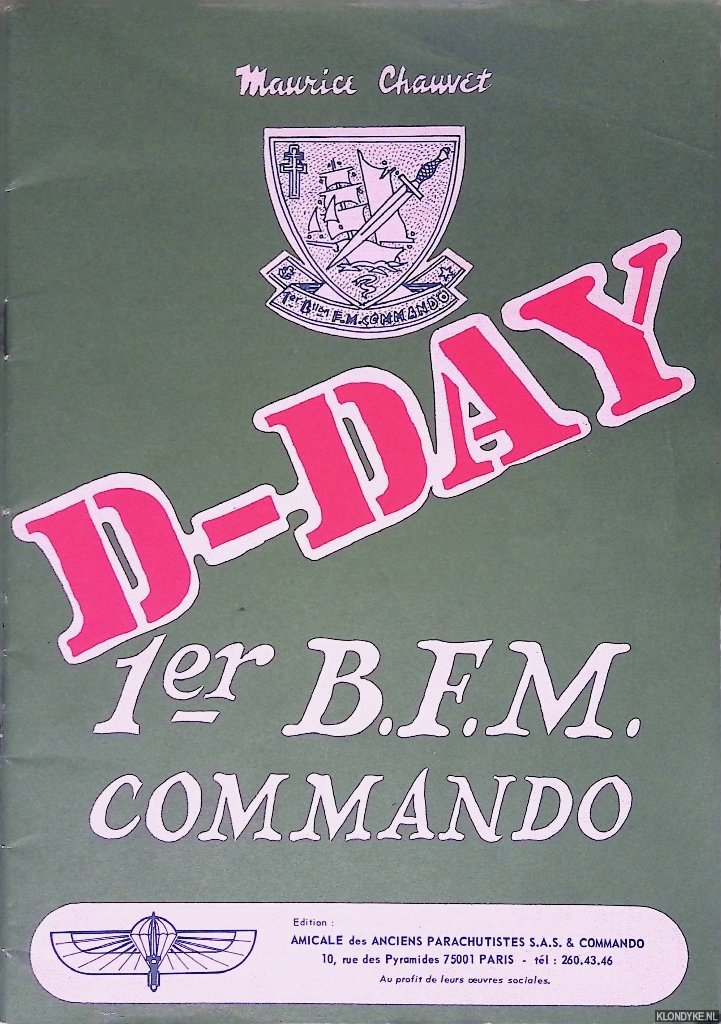 Maurice Chauvet
1er Blon F.M. COMMANDO
D-DAY
1er B.F.M.
COMMANDO
Edition :
AMICALE des ANCIENS PARACHUTISTES S.A.S. & COMMANDO
10, rue des Pyramides 75001 PARIS - tél : 260.43.46
Au profit de leurs œuvres sociales.
KLONDYKE.NL